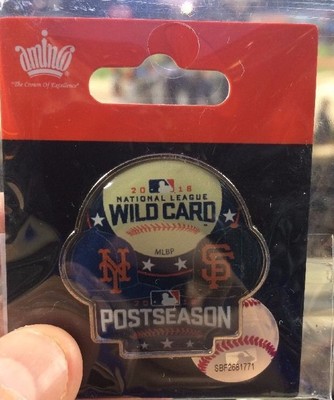 aminco
"The Crown Of Excellence"
20 16
NATIONAL LEAGUE
WILD CARD
MLBP
NY SF
POSTSEASON
SBF2661771